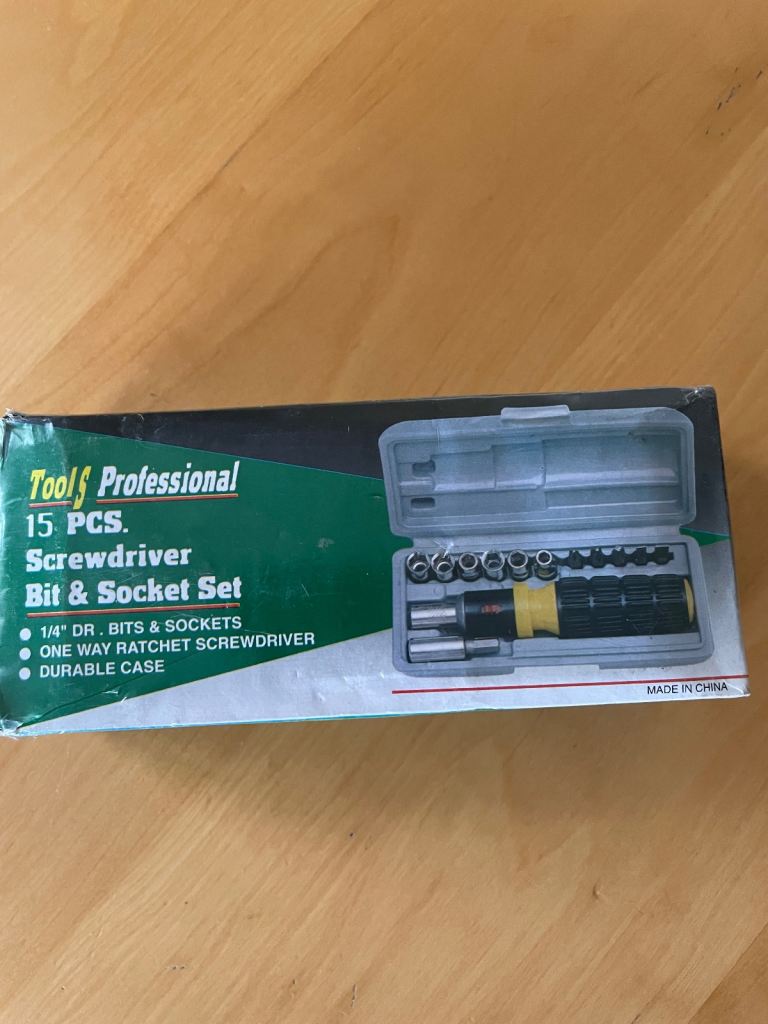 Tools Professional
15 PCS.
Screwdriver
Bit & Socket Set
1/4" DR . BITS & SOCKETS
ONE WAY RATCHET SCREWDRIVER
DURABLE CASE
MADE IN CHINA